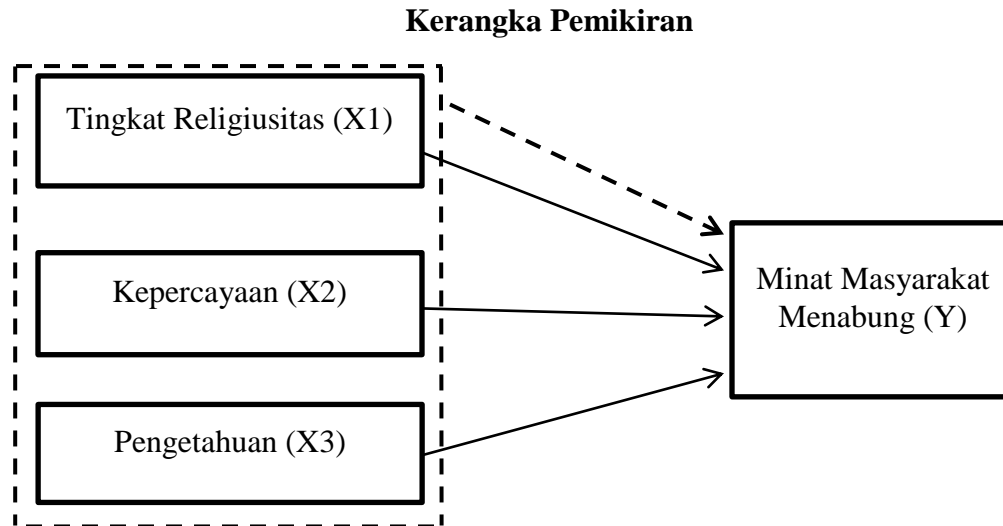 Kerangka Pemikiran
Tingkat Religiusitas (X1)
Kepercayaan (X2)
Minat Masyarakat
Menabung (Y)
Pengetahuan (X3)